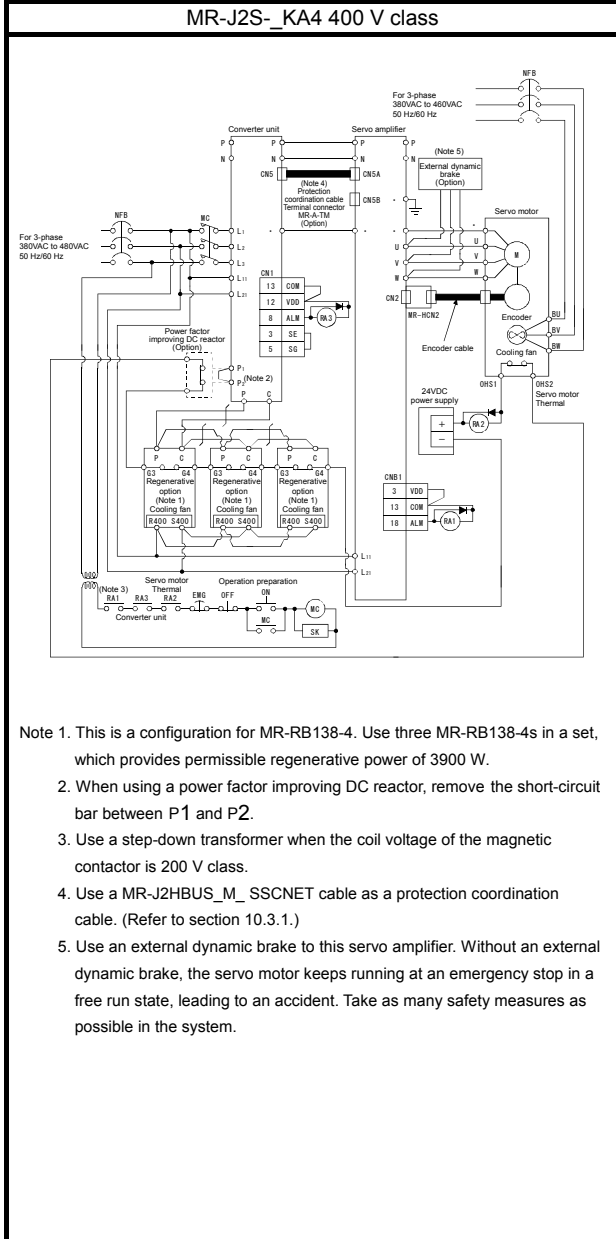 MR-J2S-_KA4 400 V class
NFB
For 3-phase
380VAC to 460VAC
50 Hz/60 Hz
Converter unit
Servo amplifier
P P P P
N N N N
(Note 5)
External dynamic
brake
(Option)
CN5 CN5A
(Note 4)
Protection
coordination cable
Terminal connector
MR-A-TM
(Option)
CN5B
Servo motor
NFB
MC
For 3-phase
380VAC to 480VAC
50 Hz/60 Hz
L1
L2
L3
L11
L21
U U
V V
W W
M
CN1
13 COM
12 VDD
8 ALM
3 SE
5 SG
RA3
CN2
MR-HCN2
Encoder
Encoder cable
BU
BV
BW
Cooling fan
OHS1 OHS2
Servo motor
Thermal
Power factor
improving DC reactor
(Option)
P1
P2
(Note 2)
P C
24VDC
power supply
+
−
RA2
P C P C P C
G3 G4 G3 G4 G3 G4
Regenerative Regenerative Regenerative
option option option
(Note 1) (Note 1) (Note 1)
Cooling fan Cooling fan Cooling fan
R400 S400 R400 S400 R400 S400
CNB1
3 VDD
13 COM
18 ALM
RA1
L11
L21
Servo motor
Thermal
Operation preparation
(Note 3)
RA1 RA3 RA2 EMG OFF ON
Converter unit
MC
MC
SK
Note 1. This is a configuration for MR-RB138-4. Use three MR-RB138-4s in a set,
which provides permissible regenerative power of 3900 W.
2. When using a power factor improving DC reactor, remove the short-circuit
bar between P1 and P2.
3. Use a step-down transformer when the coil voltage of the magnetic
contactor is 200 V class.
4. Use a MR-J2HBUS_M_ SSCNET cable as a protection coordination
cable. (Refer to section 10.3.1.)
5. Use an external dynamic brake to this servo amplifier. Without an external
dynamic brake, the servo motor keeps running at an emergency stop in a
free run state, leading to an accident. Take as many safety measures as
possible in the system.